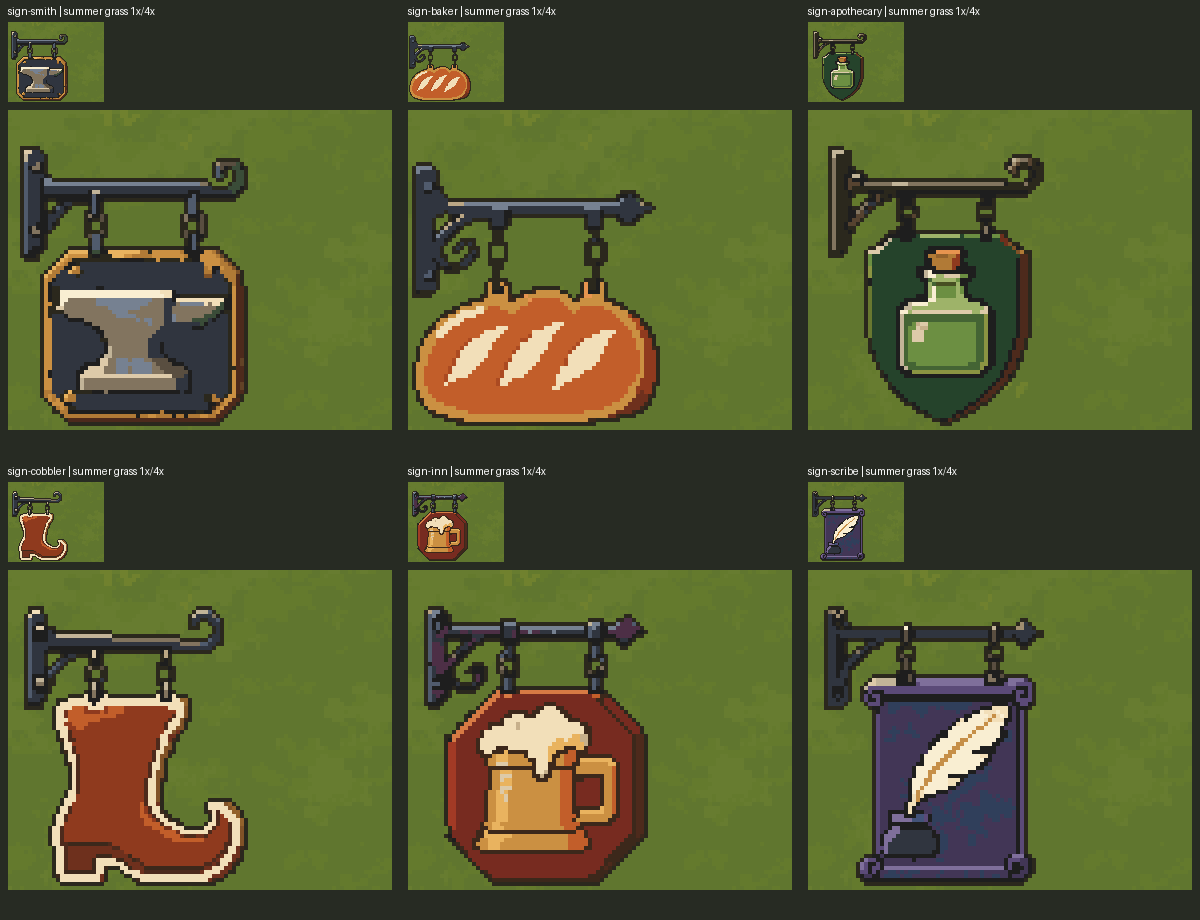 sign-smith | summer grass 1x/4x
sign-baker | summer grass 1x/4x
sign-apothecary | summer grass 1x/4x
sign-cobbler | summer grass 1x/4x
sign-inn | summer grass 1x/4x
sign-scribe | summer grass 1x/4x